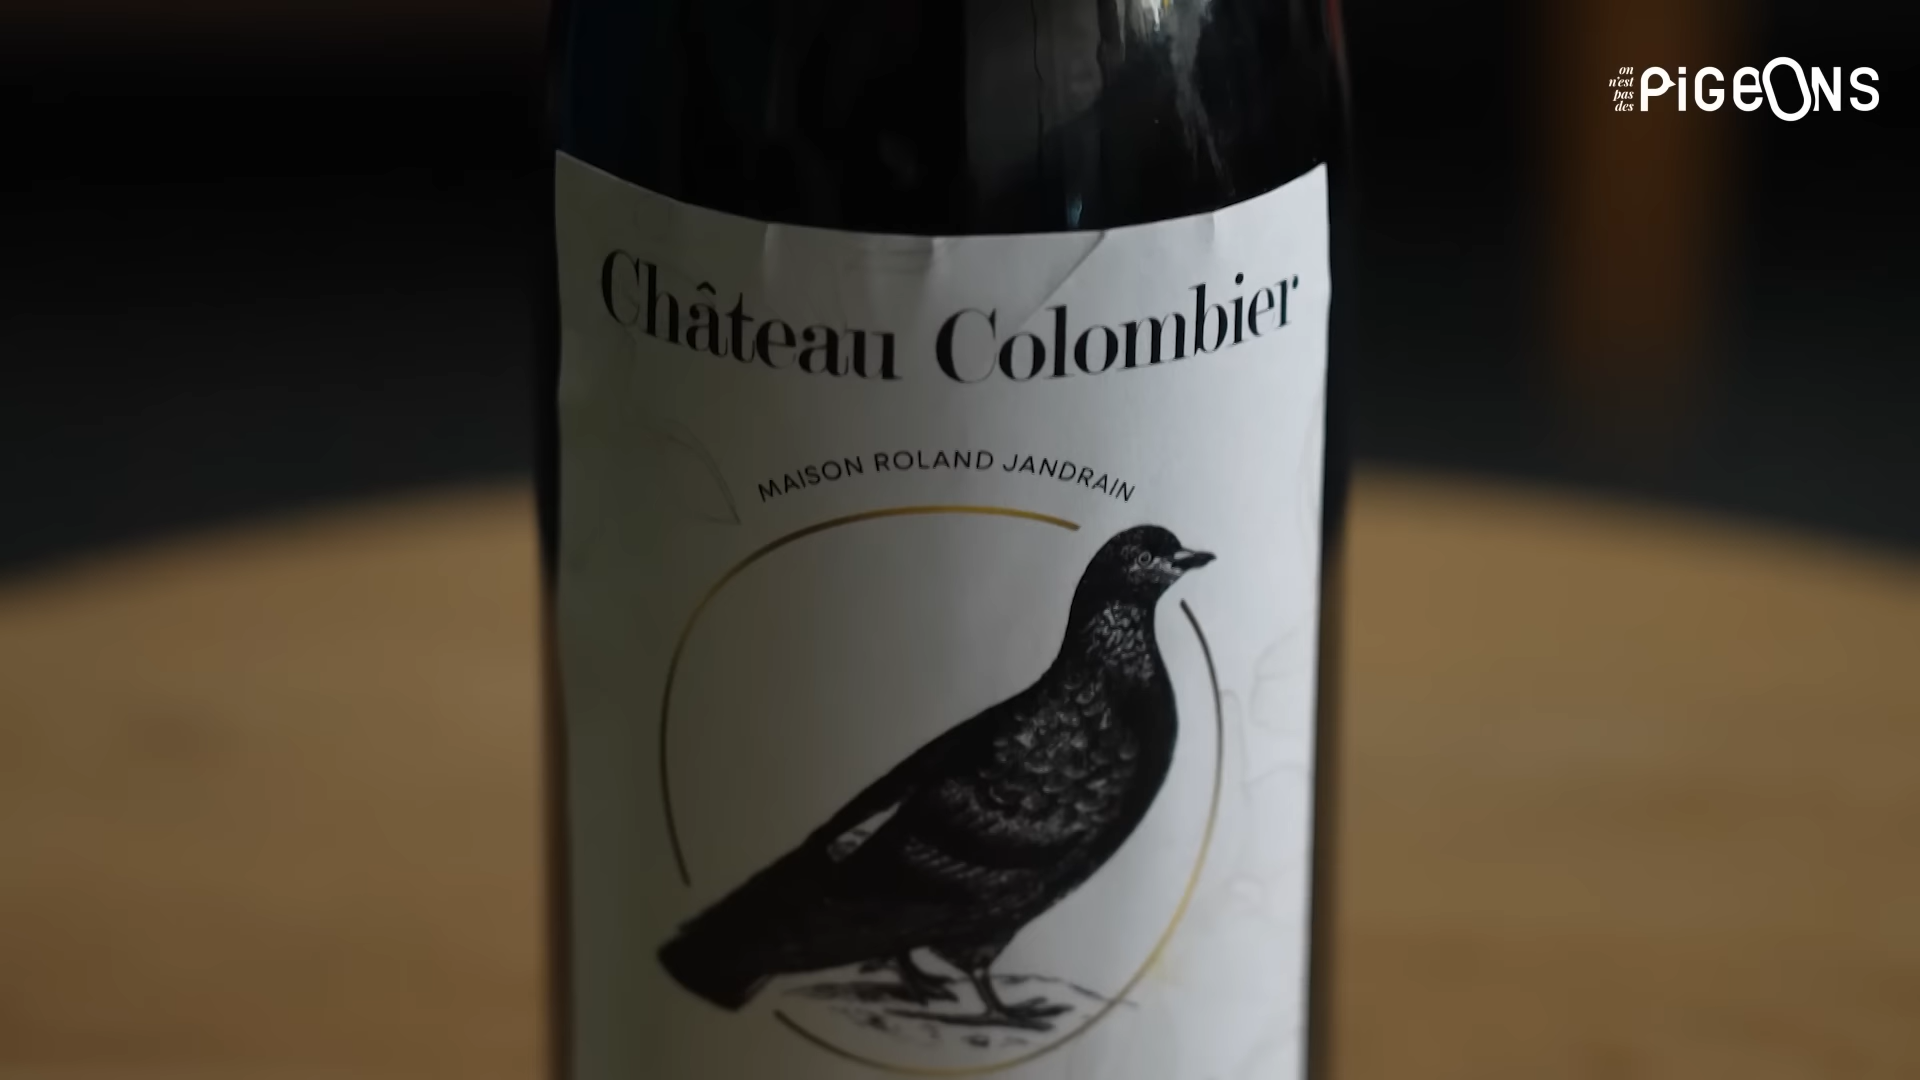 on
n'est
pas
des
PiGeONS
Château Colombier
MAISON ROLAND JANDRAIN